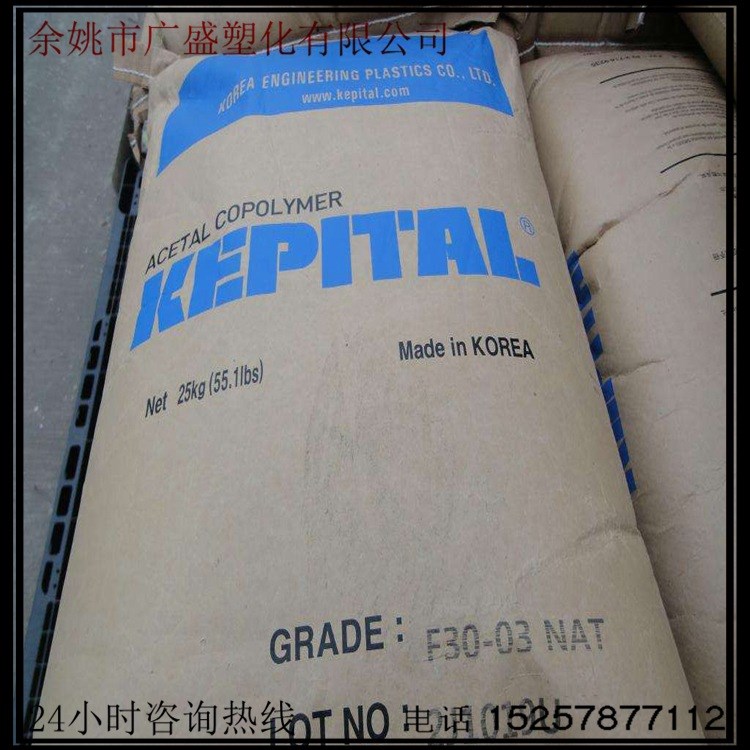 余姚市广盛塑化有限公司
KOREA ENGINEERING PLASTICS CO., LTD.
www.kepital.com
ACETAL COPOLYMER
KEPITAL®
Net 25kg (55.1lbs)
Made in KOREA
GRADE : F30-03 NAT
LOT NO :
24小时咨询热线
电话 15257877112